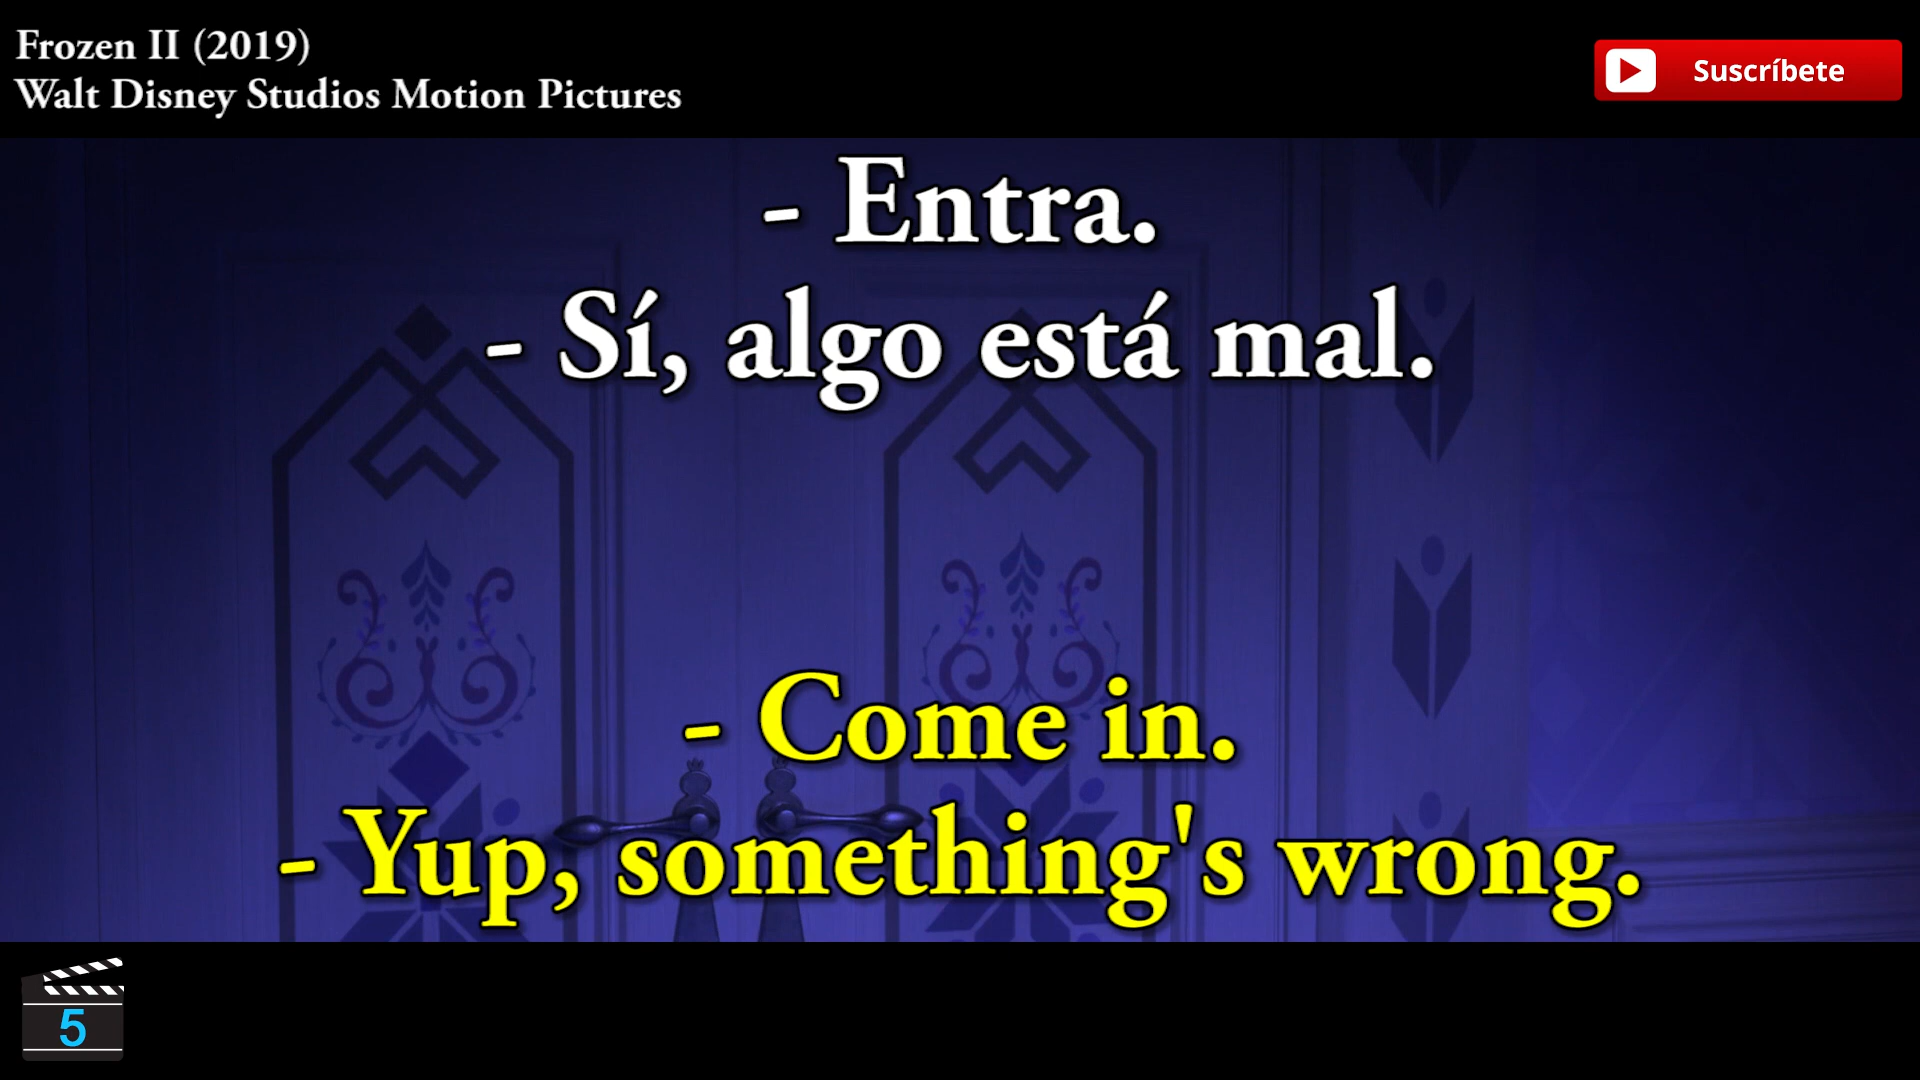 Frozen II (2019)
Walt Disney Studios Motion Pictures
Suscríbete
- Entra.
- Sí, algo está mal.
- Come in.
- Yup, something's wrong.
5